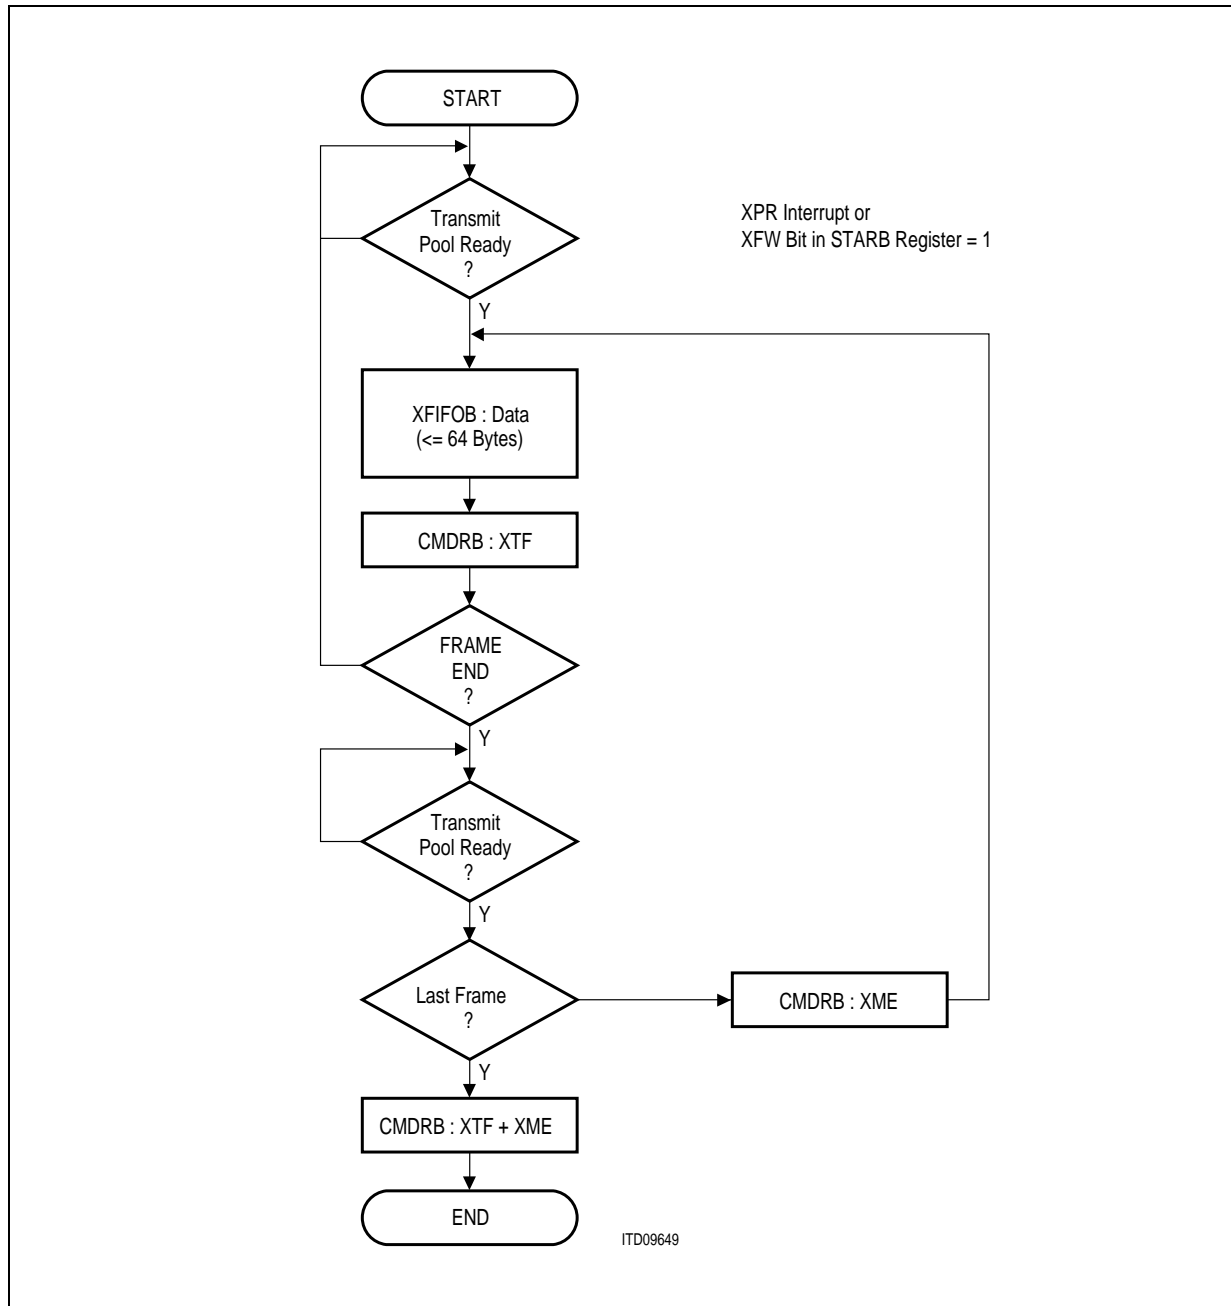 START
Transmit
Pool Ready
?
XPR Interrupt or
XFW Bit in STARB Register = 1
Y
XFIFOB : Data
(<= 64 Bytes)
CMDRB : XTF
FRAME
END
?
Y
Transmit
Pool Ready
?
Y
Last Frame
?
CMDRB : XME
Y
CMDRB : XTF + XME
END
ITD09649